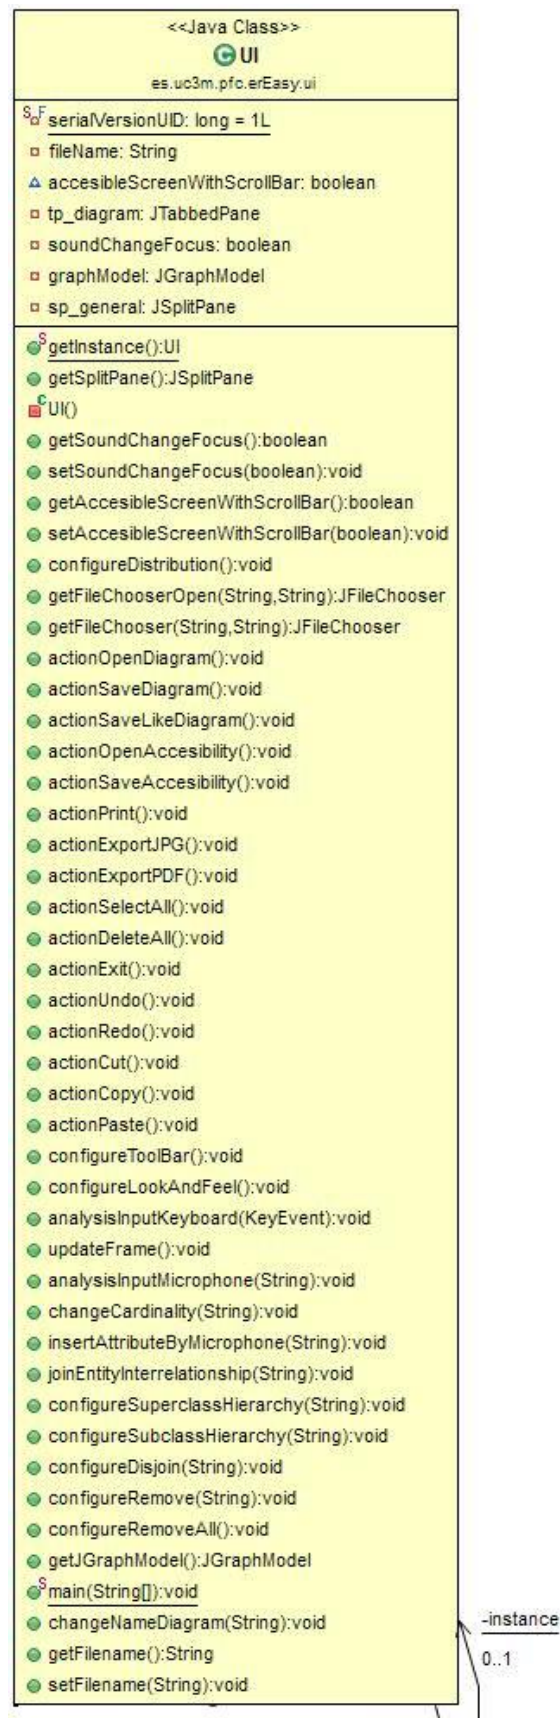 <<Java Class>>
UI
es.uc3m.pfc.erEasy.ui
serialVersionUID: long = 1L
fileName: String
accesibleScreenWithScrollBar: boolean
tp_diagram: JTabbedPane
soundChangeFocus: boolean
graphModel: JGraphModel
sp_general: JSplitPane
getInstance():UI
getSplitPane():JSplitPane
UI()
getSoundChangeFocus():boolean
setSoundChangeFocus(boolean):void
getAccesibleScreenWithScrollBar():boolean
setAccesibleScreenWithScrollBar(boolean):void
configureDistribution():void
getFileChooserOpen(String,String):JFileChooser
getFileChooser(String,String):JFileChooser
actionOpenDiagram():void
actionSaveDiagram():void
actionSaveLikeDiagram():void
actionOpenAccesibility():void
actionSaveAccesibility():void
actionPrint():void
actionExportJPG():void
actionExportPDF():void
actionSelectAll():void
actionDeleteAll():void
actionExit():void
actionUndo():void
actionRedo():void
actionCut():void
actionCopy():void
actionPaste():void
configureToolBar():void
configureLookAndFeel():void
analysisInputKeyboard(KeyEvent):void
updateFrame():void
analysisInputMicrophone(String):void
changeCardinality(String):void
insertAttributeByMicrophone(String):void
joinEntityInterrelationship(String):void
configureSuperclassHierarchy(String):void
configureSubclassHierarchy(String):void
configureDisjoin(String):void
configureRemove(String):void
configureRemoveAll():void
getJGraphModel():JGraphModel
main(String[]):void
changeNameDiagram(String):void
getFilename():String
setFilename(String):void
-instance
0..1